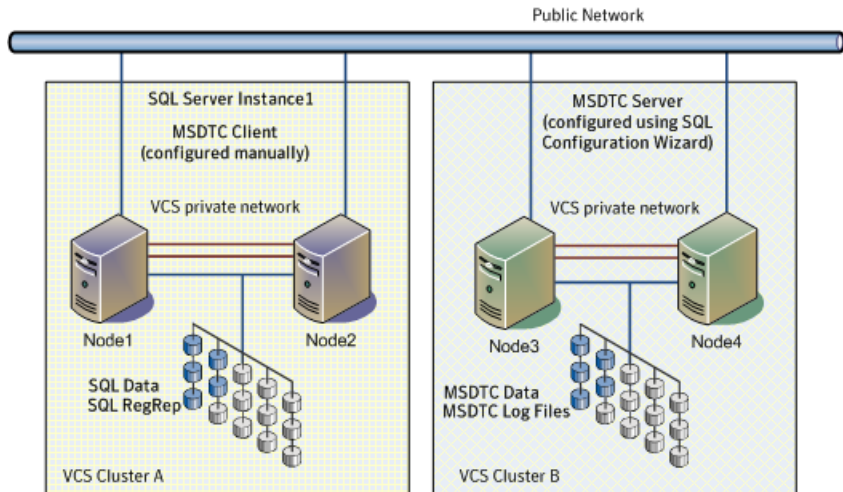 Public Network
SQL Server Instance1
MSDTC Client
(configured manually)
VCS private network
Node1
Node2
SQL Data
SQL RegRep
VCS Cluster A
MSDTC Server
(configured using SQL
Configuration Wizard)
VCS private network
Node3
Node4
MSDTC Data
MSDTC Log Files
VCS Cluster B